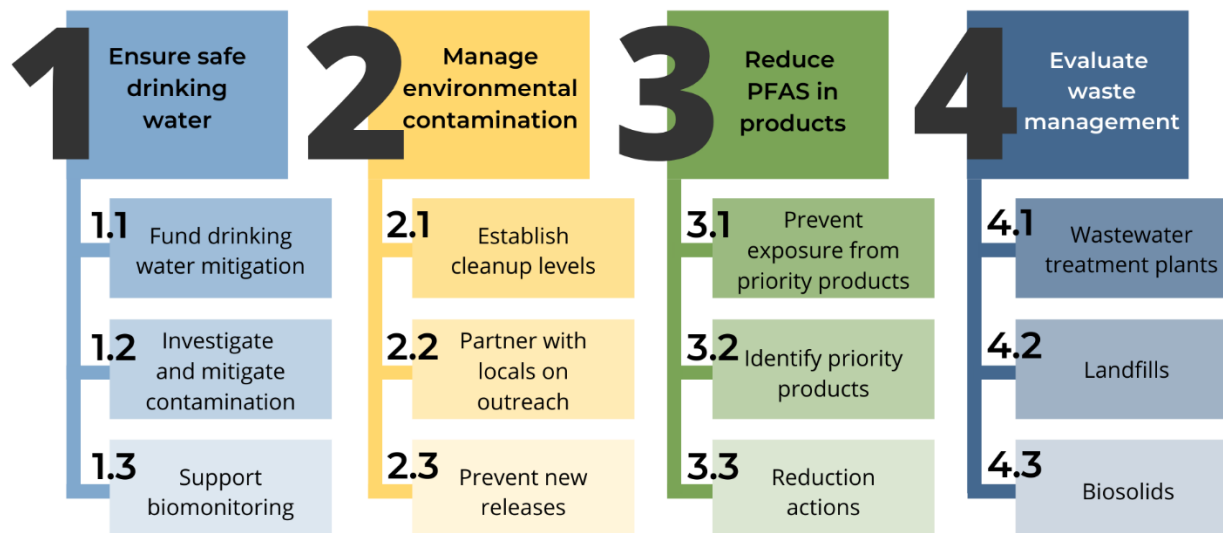 1
Ensure safe
drinking
water
1.1
Fund drinking
water mitigation
1.2
Investigate
and mitigate
contamination
1.3
Support
biomonitoring
2
Manage
environmental
contamination
2.1
Establish
cleanup levels
2.2
Partner with
locals on
outreach
2.3
Prevent new
releases
3
Reduce
PFAS in
products
3.1
Prevent
exposure from
priority products
3.2
Identify priority
products
3.3
Reduction
actions
4
Evaluate
waste
management
4.1
Wastewater
treatment plants
4.2
Landfills
4.3
Biosolids